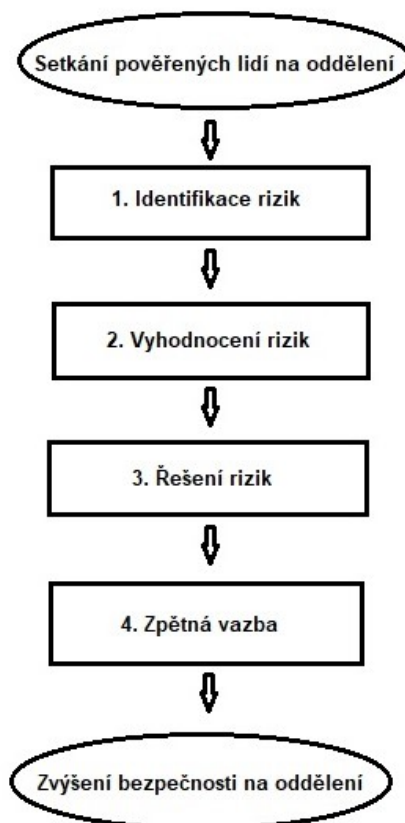 Setkání pověřených lidí na oddělení
1. Identifikace rizik
2. Vyhodnocení rizik
3. Řešení rizik
4. Zpětná vazba
Zvýšení bezpečnosti na oddělení